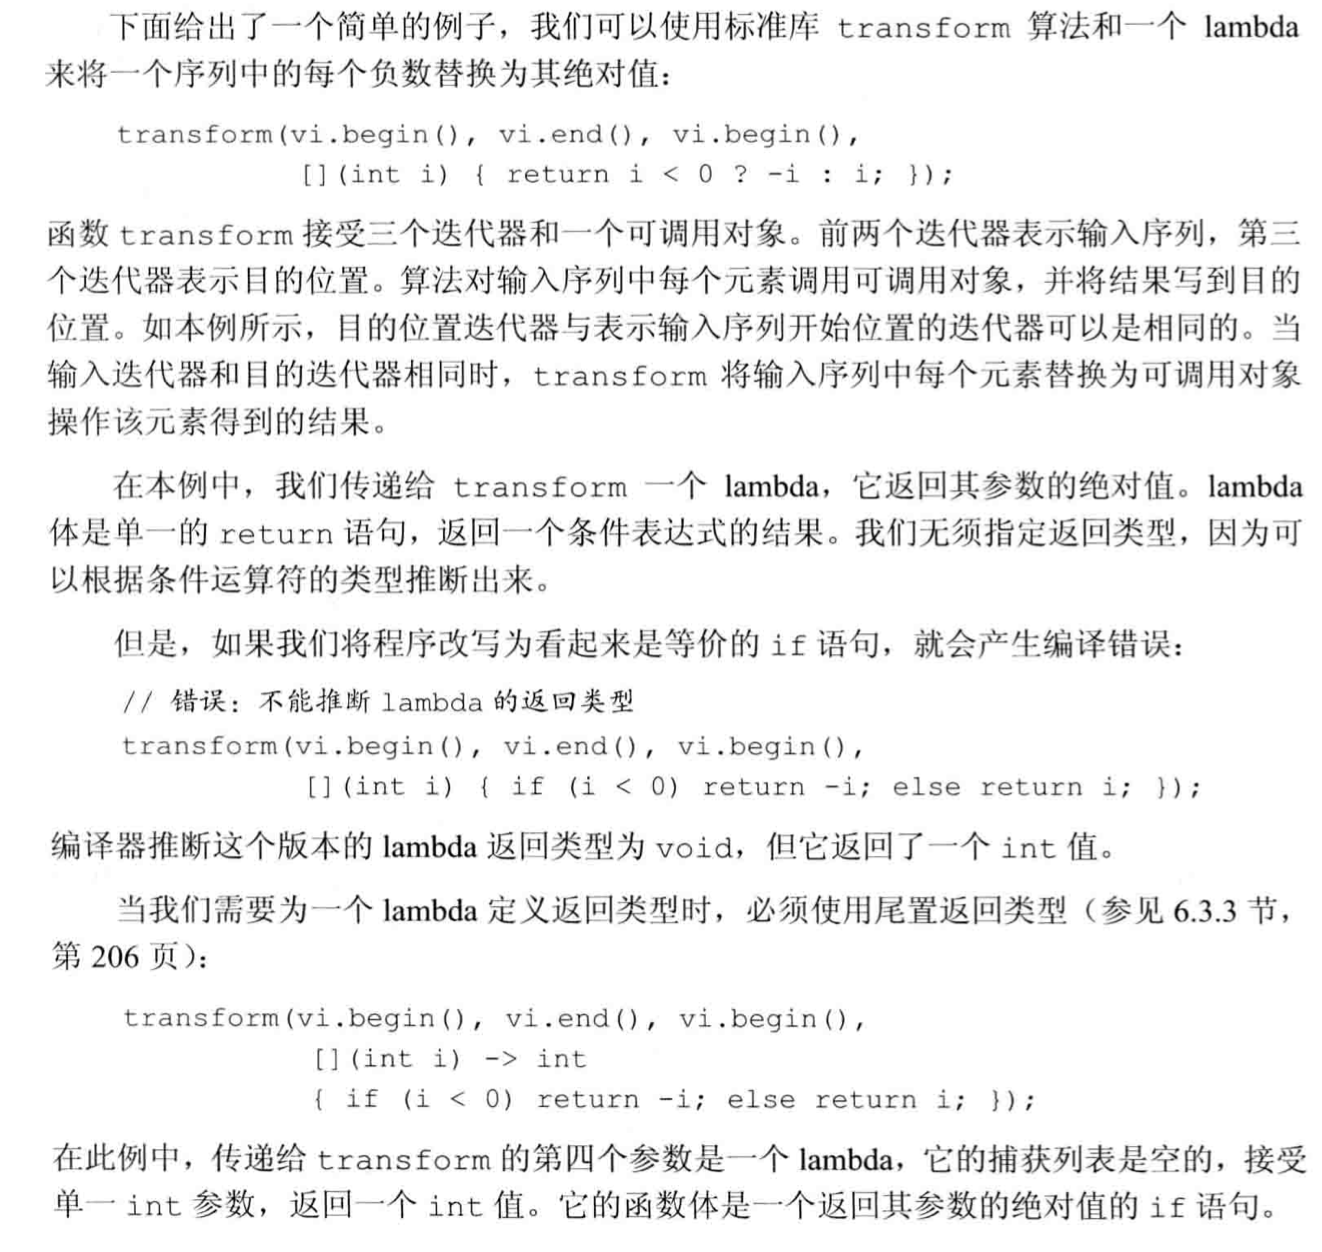 下面给出了一个简单的例子，我们可以使用标准库 transform 算法和一个 lambda
来将一个序列中的每个负数替换为其绝对值：
transform(vi.begin(), vi.end(), vi.begin(),
[](int i) { return i < 0 ? -i : i; });
函数 transform 接受三个迭代器和一个可调用对象。前两个迭代器表示输入序列，第三
个迭代器表示目的位置。算法对输入序列中每个元素调用可调用对象，并将结果写到目的
位置。如本例所示，目的位置迭代器与表示输入序列开始位置的迭代器可以是相同的。当
输入迭代器和目的迭代器相同时，transform 将输入序列中每个元素替换为可调用对象
操作该元素得到的结果。
在本例中，我们传递给 transform 一个 lambda，它返回其参数的绝对值。lambda
体是单一的 return 语句，返回一个条件表达式的结果。我们无须指定返回类型，因为可
以根据条件运算符的类型推断出来。
但是，如果我们将程序改写为看起来是等价的 if 语句，就会产生编译错误：
// 错误：不能推断 lambda 的返回类型
transform(vi.begin(), vi.end(), vi.begin(),
[](int i) { if (i < 0) return -i; else return i; });
编译器推断这个版本的 lambda 返回类型为 void，但它返回了一个 int 值。
当我们需要为一个 lambda 定义返回类型时，必须使用尾置返回类型（参见 6.3.3 节，
第 206 页）：
transform(vi.begin(), vi.end(), vi.begin(),
[](int i) -> int
{ if (i < 0) return -i; else return i; });
在此例中，传递给 transform 的第四个参数是一个 lambda，它的捕获列表是空的，接受
单一 int 参数，返回一个 int 值。它的函数体是一个返回其参数的绝对值的 if 语句。